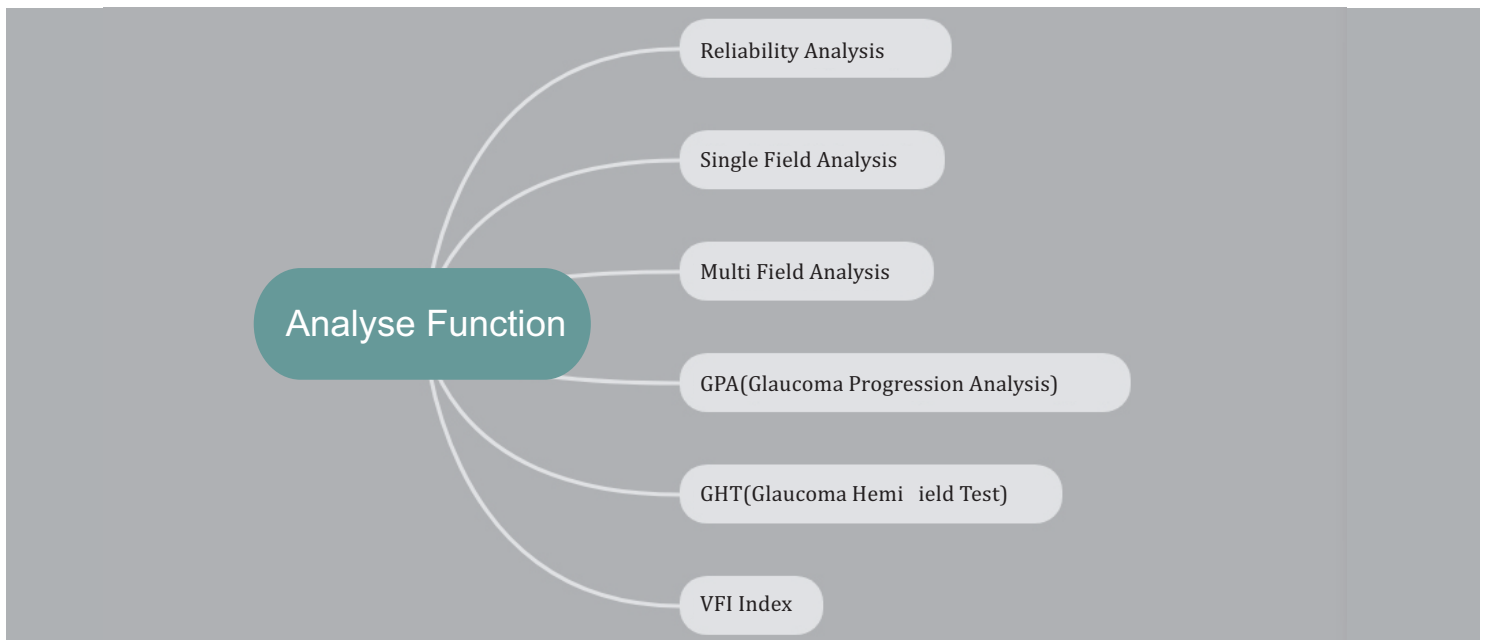 Reliability Analysis
Single Field Analysis
Multi Field Analysis
Analyse Function
GPA(Glaucoma Progression Analysis)
GHT(Glaucoma Hemi ield Test)
VFI Index